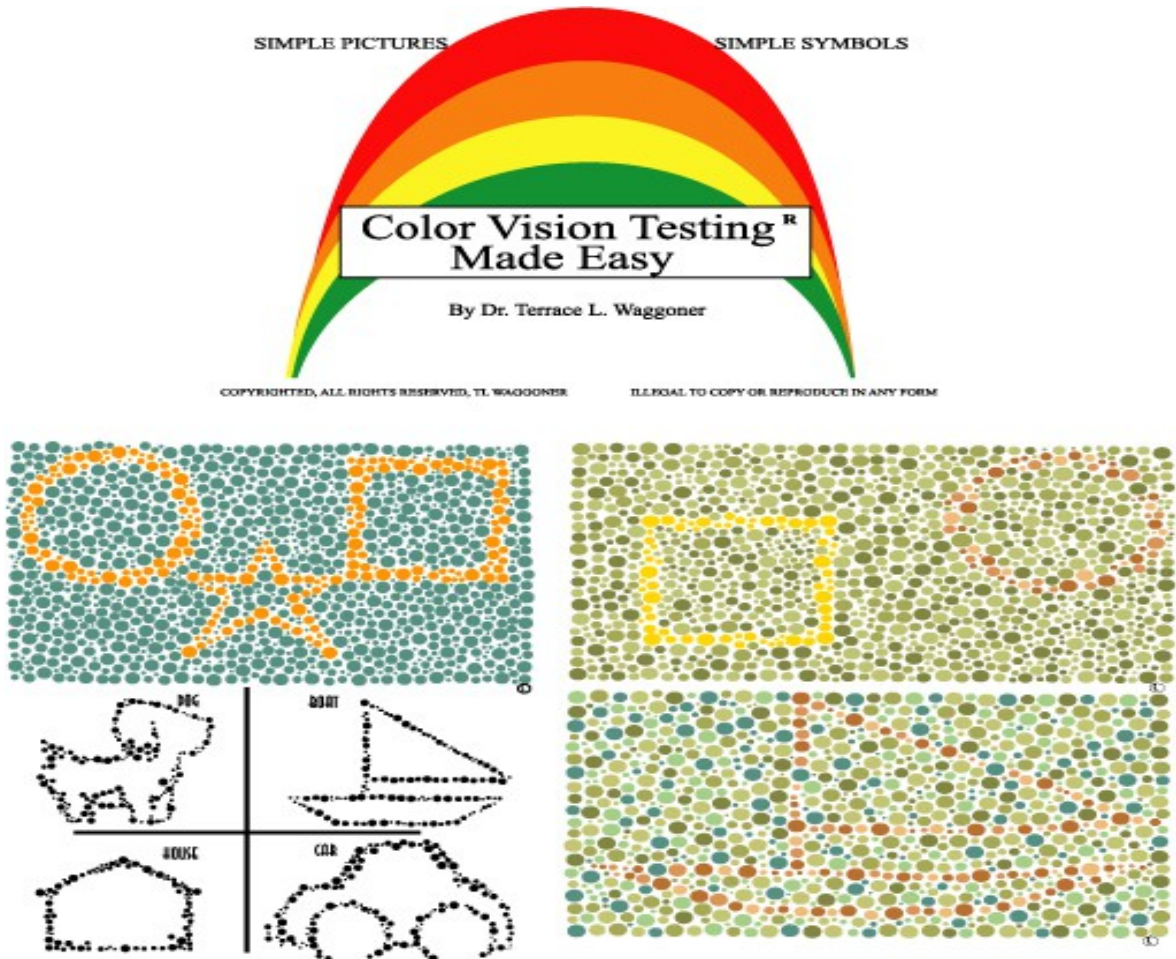 SIMPLE PICTURES
SIMPLE SYMBOLS
Color Vision Testing R
Made Easy
By Dr. Terrace L. Waggoner
COPYRIGHTED, ALL RIGHTS RESERVED, TL WAGGONER
ILLEGAL TO COPY OR REPRODUCE IN ANY FORM
©
DOG
BOAT
HOUSE
CAR